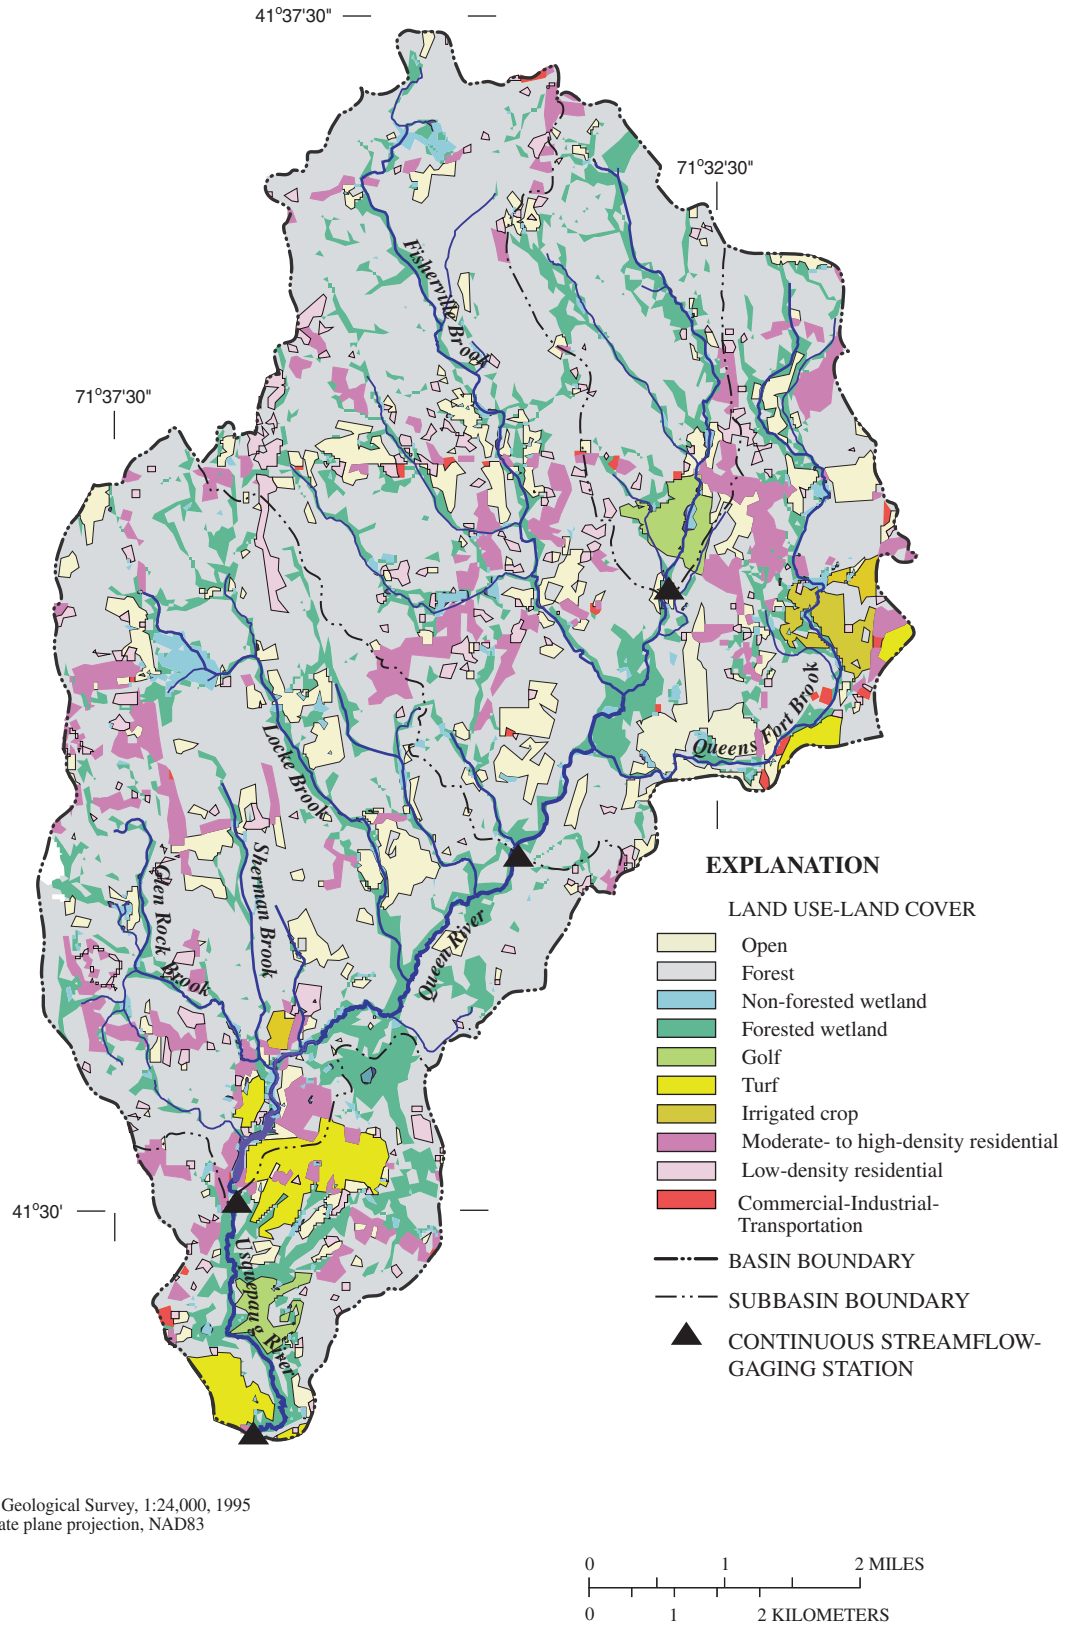 41°37'30"
71°32'30"
71°37'30"
Fisherville Brook
Queens Fort Brook
Locke Brook
Sherman Brook
Glen Rock Brook
Queen River
Usquepaug River
41°30'
EXPLANATION
LAND USE-LAND COVER
Open
Forest
Non-forested wetland
Forested wetland
Golf
Turf
Irrigated crop
Moderate- to high-density residential
Low-density residential
Commercial-Industrial-
Transportation
BASIN BOUNDARY
SUBBASIN BOUNDARY
CONTINUOUS STREAMFLOW-
GAGING STATION
Geological Survey, 1:24,000, 1995
ate plane projection, NAD83
0 1 2 MILES
0 1 2 KILOMETERS